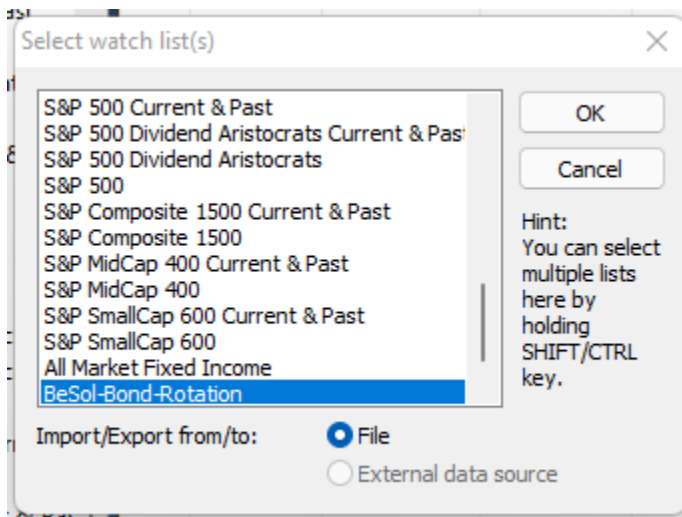 Select watch list(s)
S&P 500 Current & Past
S&P 500 Dividend Aristocrats Current & Past
S&P 500 Dividend Aristocrats
S&P 500
S&P Composite 1500 Current & Past
S&P Composite 1500
S&P MidCap 400 Current & Past
S&P MidCap 400
S&P SmallCap 600 Current & Past
S&P SmallCap 600
All Market Fixed Income
BeSol-Bond-Rotation
OK
Cancel
Hint:
You can select
multiple lists
here by
holding
SHIFT/CTRL
key.
Import/Export from/to:
File
External data source